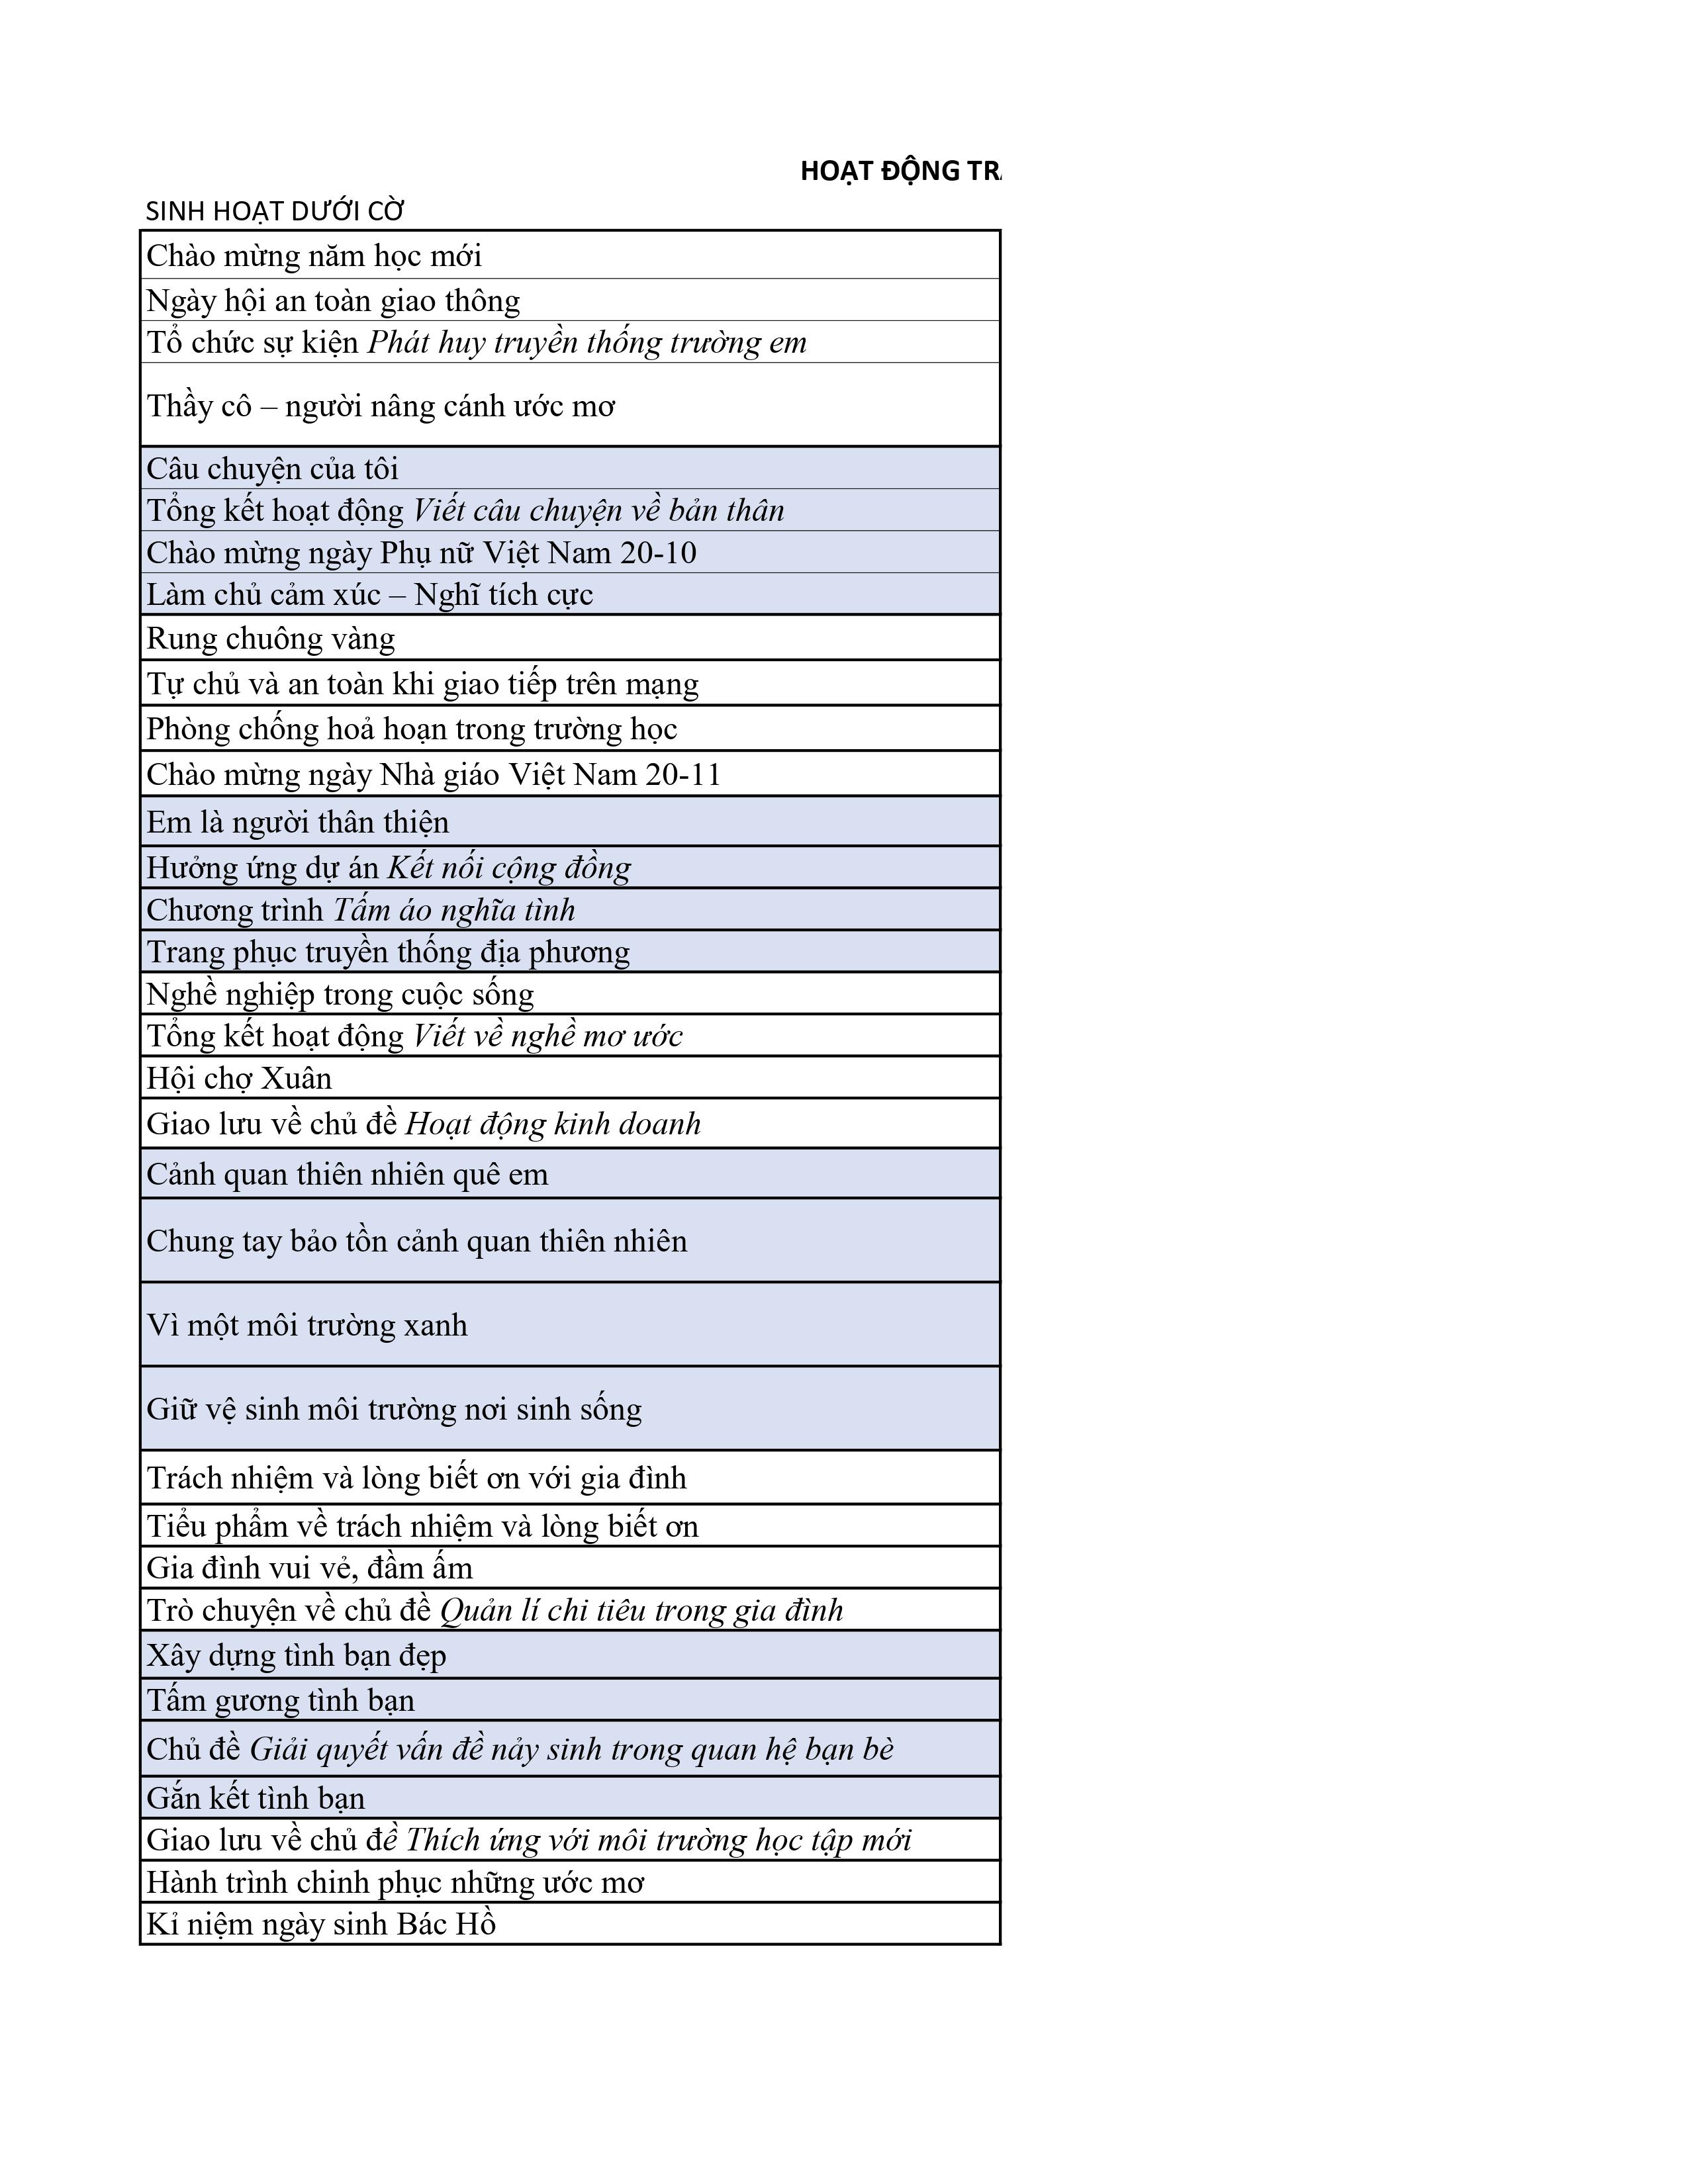 HOẠT ĐỘNG
SINH HOẠT DƯỚI CỜ
Chào mừng năm học mới
Ngày hội an toàn giao thông
Tổ chức sự kiện Phát huy truyền thống trường em
Thầy cô – người nâng cánh ước mơ
Câu chuyện của tôi
Tổng kết hoạt động Viết câu chuyện về bản thân
Chào mừng ngày Phụ nữ Việt Nam 20-10
Làm chủ cảm xúc – Nghĩ tích cực
Rung chuông vàng
Tự chủ và an toàn khi giao tiếp trên mạng
Phòng chống hoả hoạn trong trường học
Chào mừng ngày Nhà giáo Việt Nam 20-11
Em là người thân thiện
Hưởng ứng dự án Kết nối cộng đồng
Chương trình Tấm áo nghĩa tình
Trang phục truyền thống địa phương
Nghề nghiệp trong cuộc sống
Tổng kết hoạt động Viết về nghề mơ ước
Hội chợ Xuân
Giao lưu về chủ đề Hoạt động kinh doanh
Cảnh quan thiên nhiên quê em
Chung tay bảo tồn cảnh quan thiên nhiên
Vì một môi trường xanh
Giữ vệ sinh môi trường nơi sinh sống
Trách nhiệm và lòng biết ơn với gia đình
Tiểu phẩm về trách nhiệm và lòng biết ơn
Gia đình vui vẻ, đầm ấm
Trò chuyện về chủ đề Quản lí chi tiêu trong gia đình
Xây dựng tình bạn đẹp
Tấm gương tình bạn
Chủ đề Giải quyết vấn đề nảy sinh trong quan hệ bạn bè
Gắn kết tình bạn
Giao lưu về chủ đề Thích ứng với môi trường học tập mới
Hành trình chinh phục những ước mơ
Kỉ niệm ngày sinh Bác Hồ